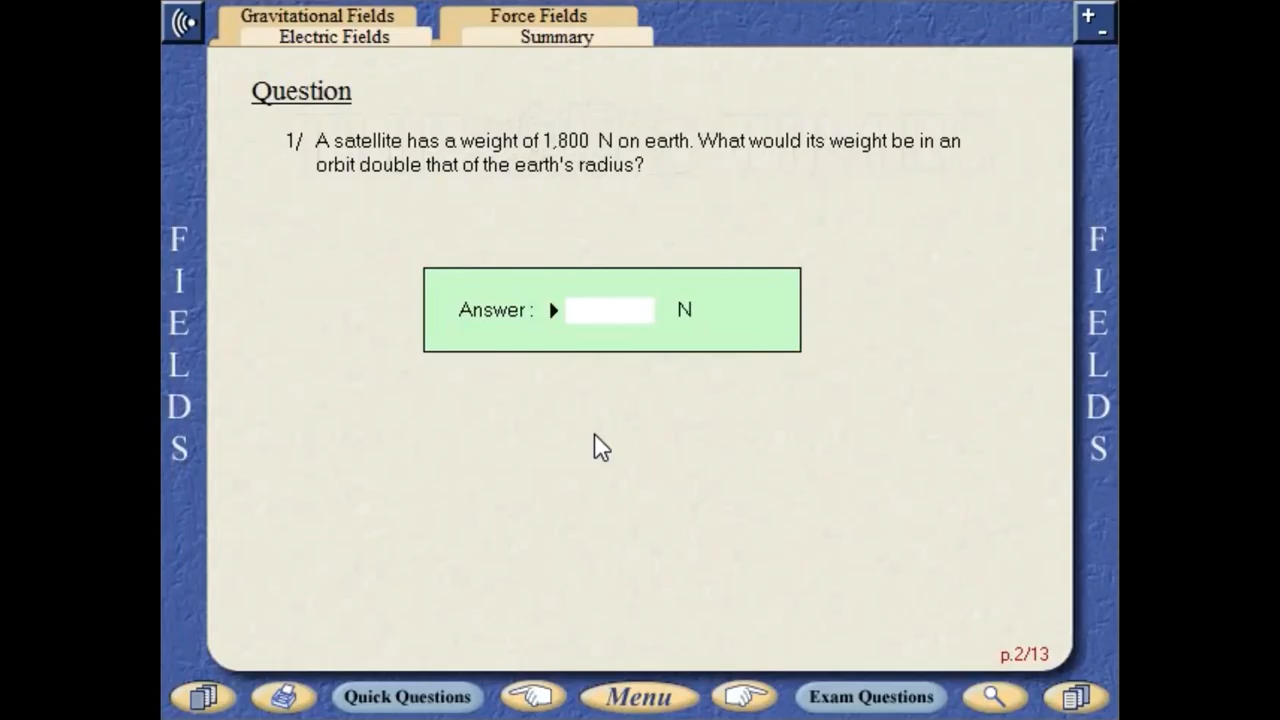 Gravitational Fields
Force Fields
Electric Fields
Summary
+
-
Question
1/ A satellite has a weight of 1,800 N on earth. What would its weight be in an
orbit double that of the earth's radius?
FIELDS
FIELDS
Answer : N
p.2/13
Quick Questions
Menu
Exam Questions